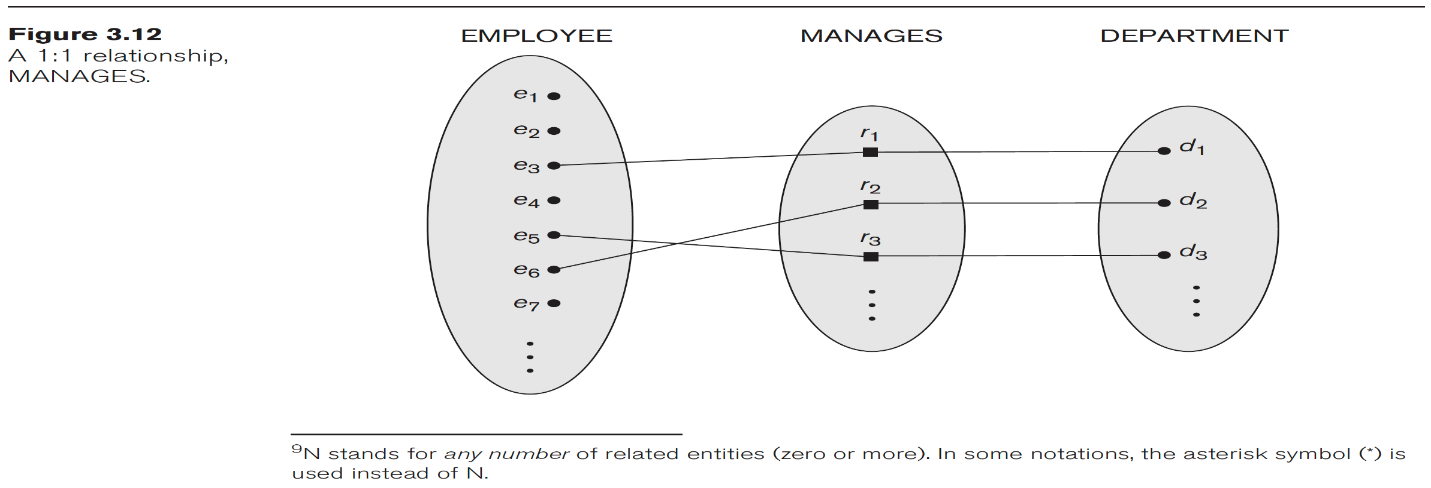 Figure 3.12
A 1:1 relationship,
MANAGES.
EMPLOYEE
MANAGES
DEPARTMENT
e1
e2
e3
e4
e5
e6
e7
r1
r2
r3
d1
d2
d3
9N stands for any number of related entities (zero or more). In some notations, the asterisk symbol (*) is
used instead of N.